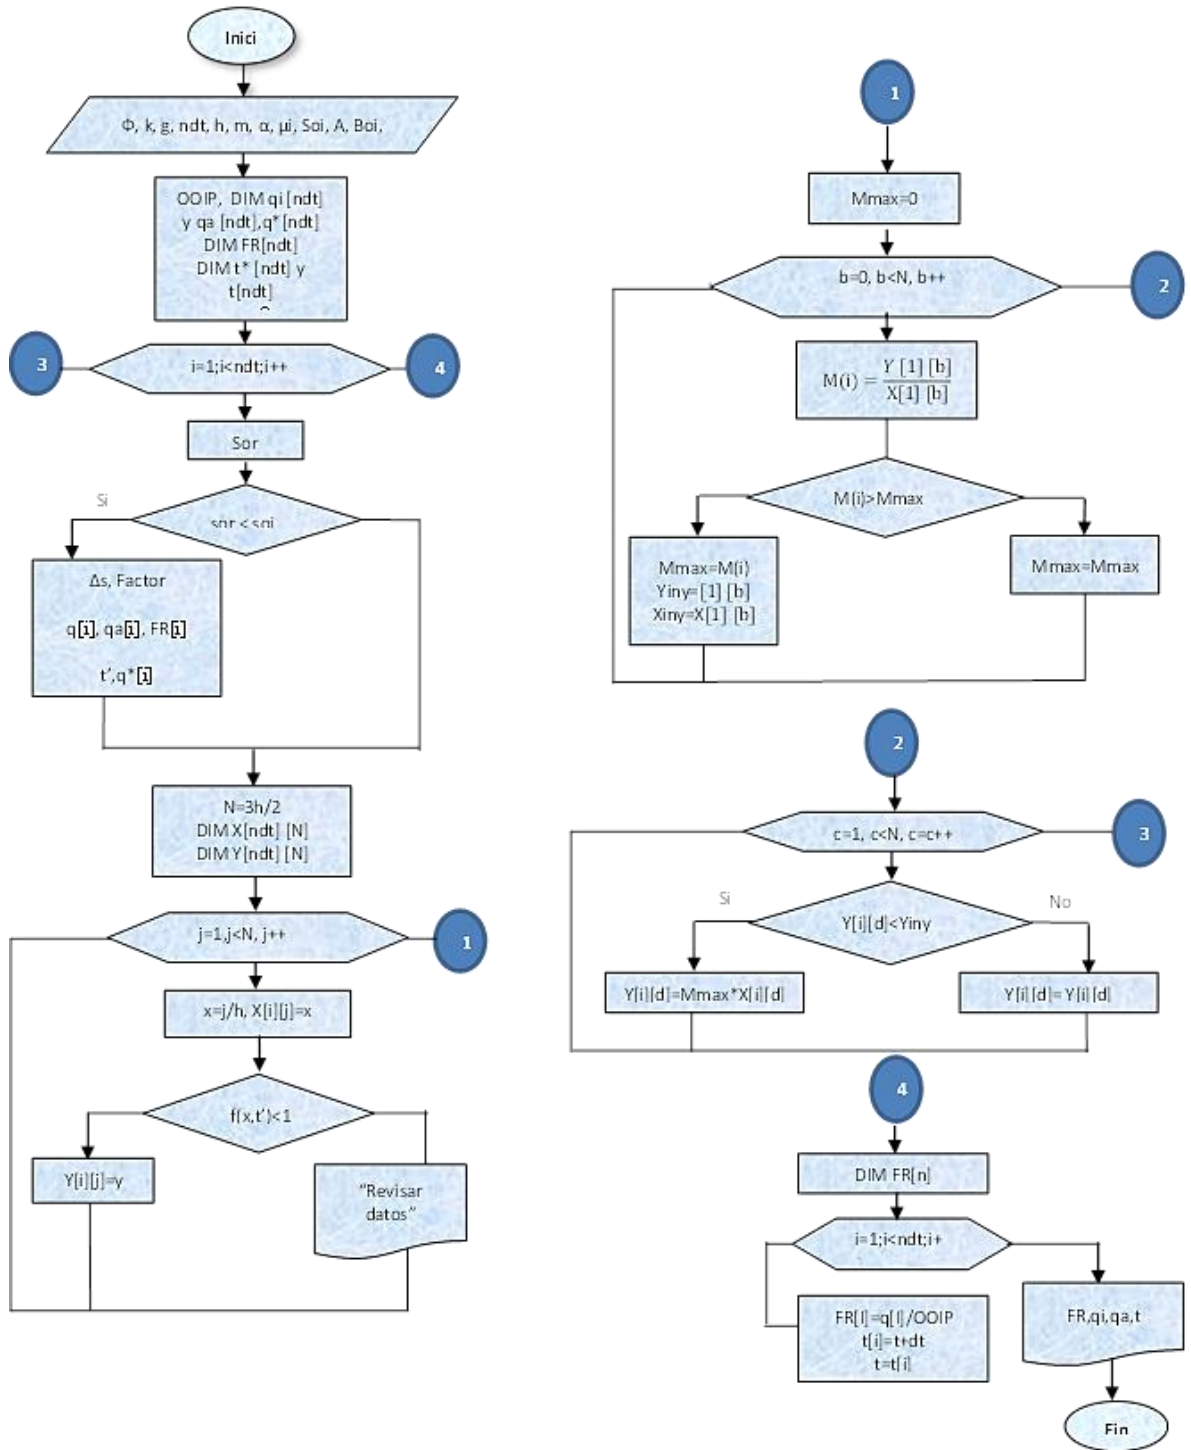 Inici
Φ, k, g, ndt, h, m, α, μi, Soi, A, Boi,
OOIP, DIM qi [ndt]
y qa [ndt],q*[ndt]
DIM FR[ndt]
DIM t* [ndt] y
t[ndt]
3
i=1;i<ndt;i++
4
Sor
Si
sor < soi
Δs, Factor
q[i], qa[i], FR[i]
t’,q*[i]
N=3h/2
DIM X[ndt] [N]
DIM Y[ndt] [N]
j=1,j<N, j++
1
x=j/h, X[i][j]=x
f(x,t’)<1
Y[i][j]=y
“Revisar
datos”
1
Mmax=0
b=0, b<N, b++
2
M(i) = Y [1] [b]
X[1] [b]
M(i)>Mmax
Mmax=M(i)
Yiny=[1] [b]
Xiny=X[1] [b]
Mmax=Mmax
2
c=1, c<N, c=c++
3
Si
No
Y[i][d]<Yiny
Y[i][d]=Mmax*X[i][d]
Y[i][d]= Y[i][d]
4
DIM FR[n]
i=1;i<ndt;i+
FR[I]=q[I]/OOIP
t[i]=t+dt
t=t[i]
FR,qi,qa,t
Fin